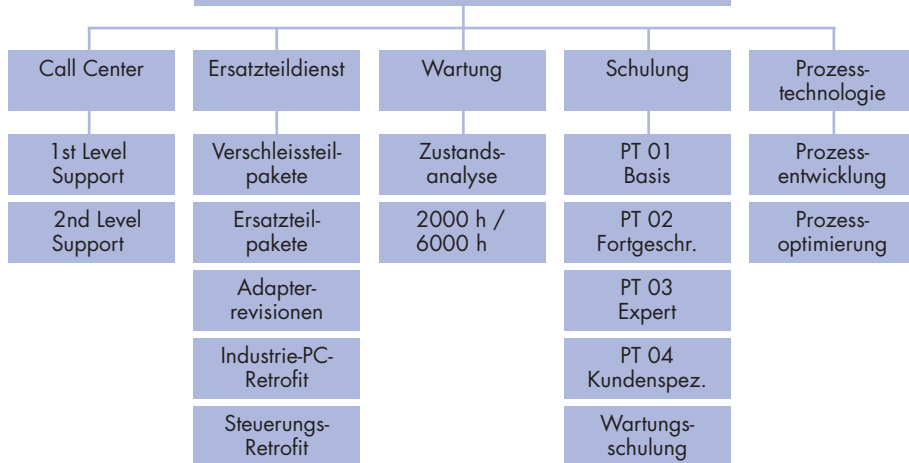 Call Center
Ersatzteildienst
Wartung
Schulung
Prozess-
technologie
1st Level
Support
2nd Level
Support
Verschleissteil-
pakete
Ersatzteil-
pakete
Adapter-
revisionen
Industrie-PC-
Retrofit
Steuerungs-
Retrofit
Zustands-
analyse
2000 h /
6000 h
PT 01
Basis
PT 02
Fortgeschr.
PT 03
Expert
PT 04
Kundenspez.
Wartungs-
schulung
Prozess-
entwicklung
Prozess-
optimierung